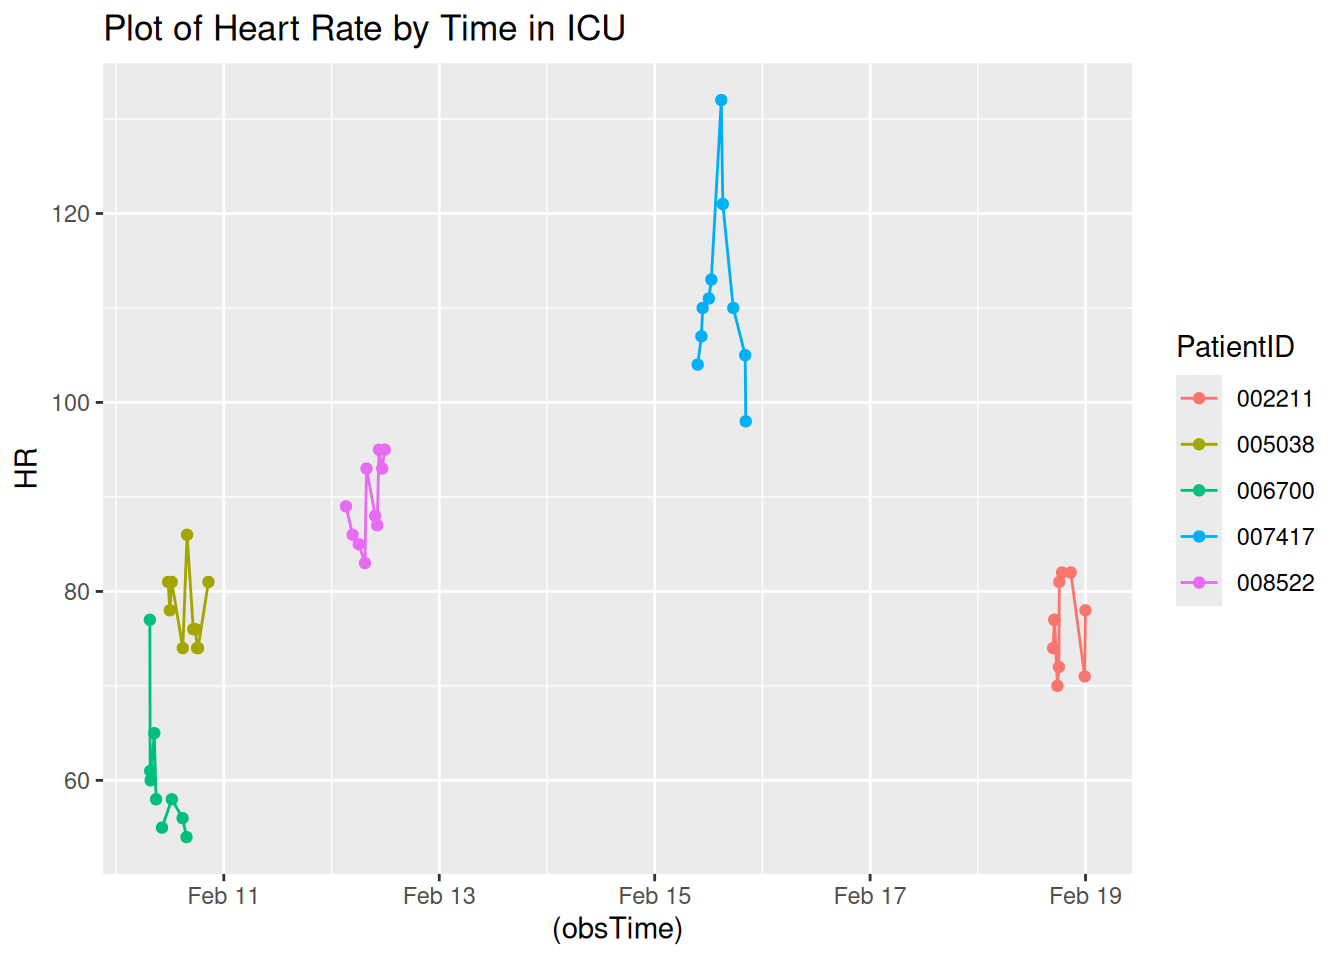 Plot of Heart Rate by Time in ICU
HR
120
100
80
60
Feb 11
Feb 13
Feb 15
Feb 17
Feb 19
(obsTime)
PatientID
002211
005038
006700
007417
008522